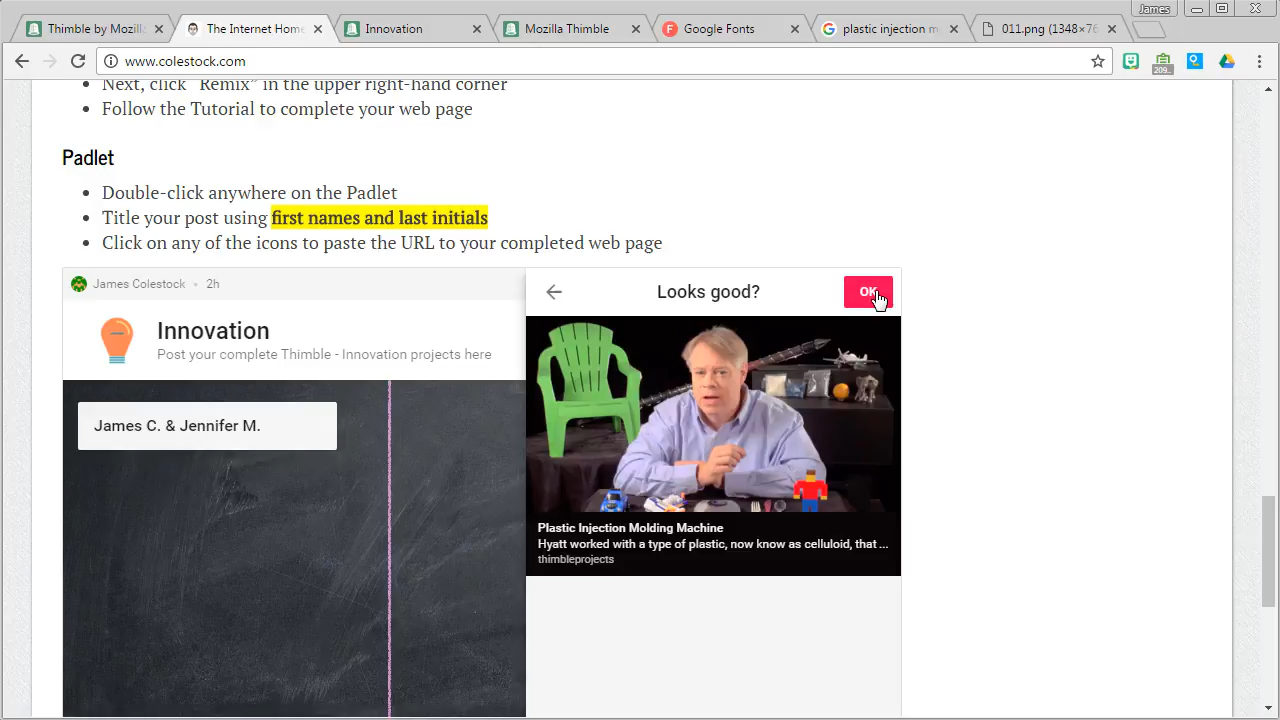 James
Thimble by Mozil
The Internet Home
Innovation
Mozilla Thimble
Google Fonts
plastic injection m
011.png (1348×76
www.colestock.com
209...
Next, click "Remix" in the upper right-hand corner
Follow the Tutorial to complete your web page
Padlet
Double-click anywhere on the Padlet
Title your post using first names and last initials
Click on any of the icons to paste the URL to your completed web page
James Colestock • 2h
Looks good?
OK
Innovation
Post your complete Thimble - Innovation projects here
James C. & Jennifer M.
Plastic Injection Molding Machine
Hyatt worked with a type of plastic, now know as celluloid, that ...
thimbleprojects